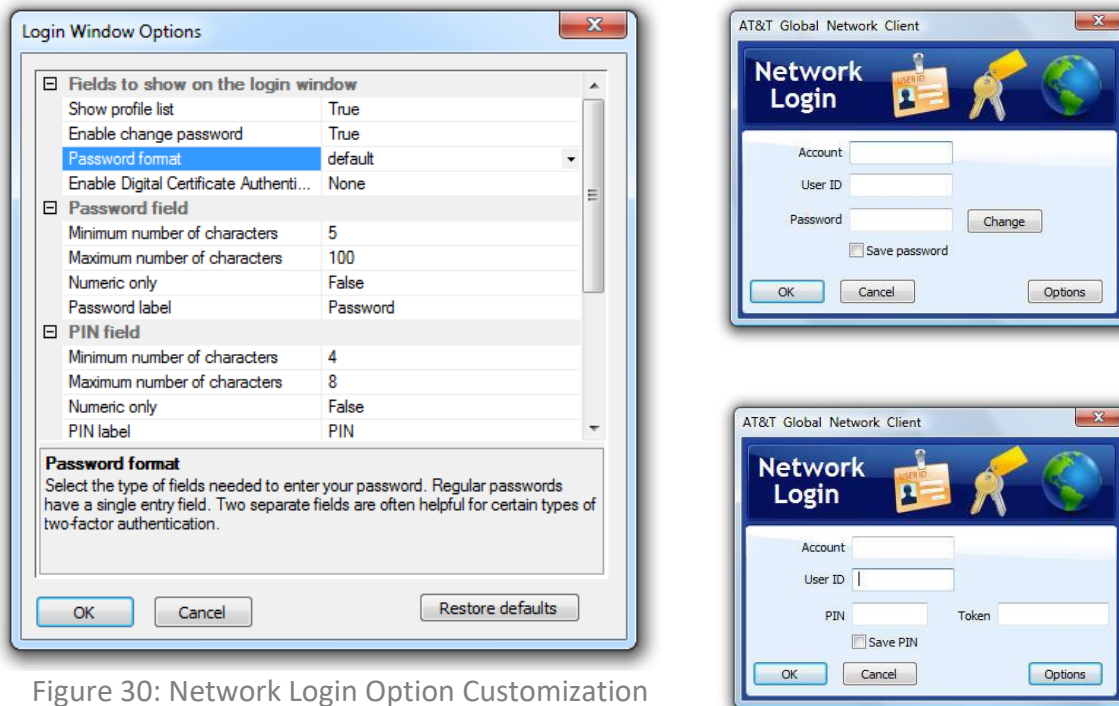 Login Window Options
Fields to show on the login window
Show profile list True
Enable change password True
Password format default
Enable Digital Certificate Authenti... None
Password field
Minimum number of characters 5
Maximum number of characters 100
Numeric only False
Password label Password
PIN field
Minimum number of characters 4
Maximum number of characters 8
Numeric only False
PIN label PIN
Password format
Select the type of fields needed to enter your password. Regular passwords
have a single entry field. Two separate fields are often helpful for certain types of
two-factor authentication.
OK Cancel Restore defaults
Figure 30: Network Login Option Customization
AT&T Global Network Client
Network
Login
USER ID
Account
User ID
Password Change
Save password
OK Cancel Options
AT&T Global Network Client
Network
Login
USER ID
Account
User ID
PIN Token
Save PIN
OK Cancel Options